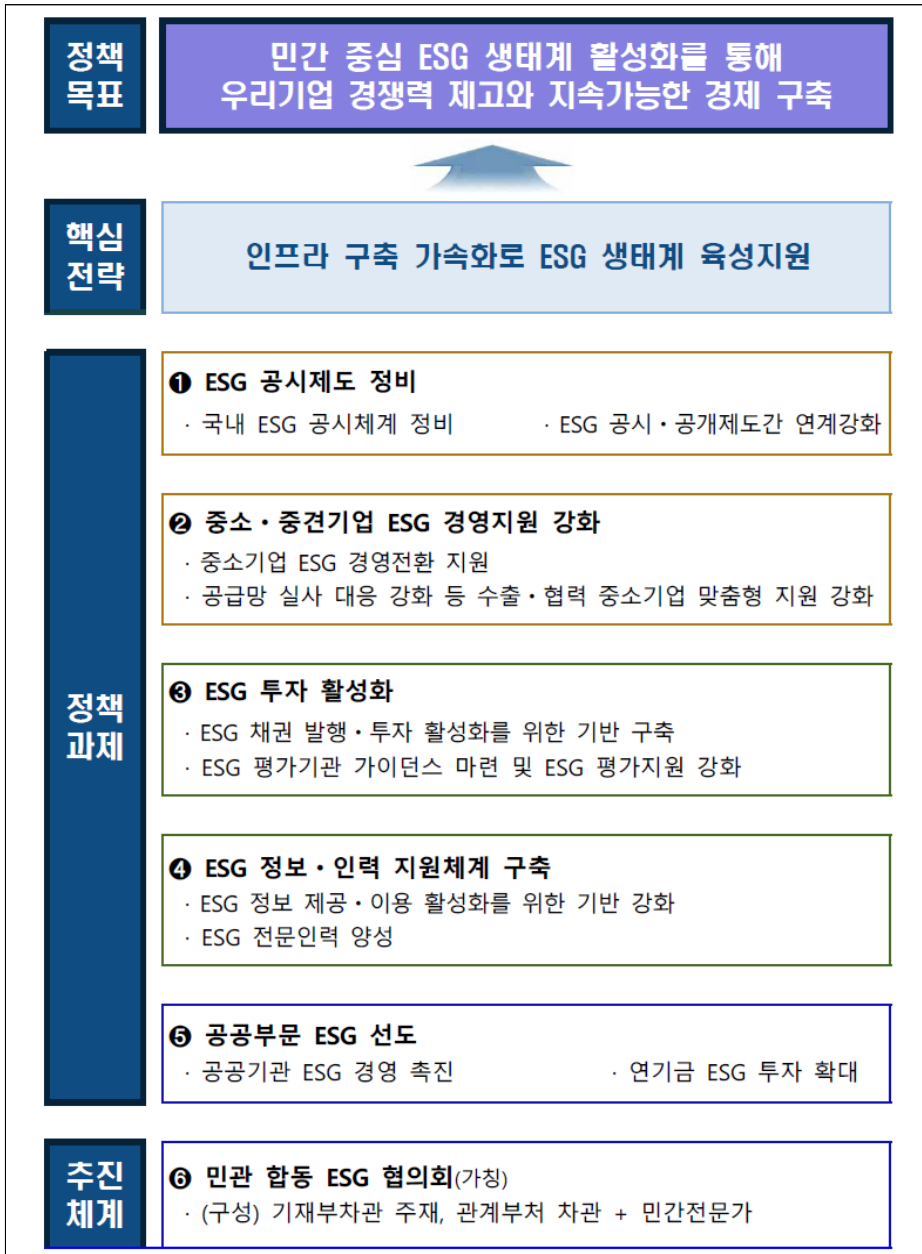 정책
목표
민간 중심 ESG 생태계 활성화를 통해
우리기업 경쟁력 제고와 지속가능한 경제 구축
핵심
전략
인프라 구축 가속화로 ESG 생태계 육성지원
정책
과제
❶ ESG 공시제도 정비
· 국내 ESG 공시체계 정비 · ESG 공시・공개제도간 연계강화
❷ 중소・중견기업 ESG 경영지원 강화
· 중소기업 ESG 경영전환 지원
· 공급망 실사 대응 강화 등 수출・협력 중소기업 맞춤형 지원 강화
❸ ESG 투자 활성화
· ESG 채권 발행・투자 활성화를 위한 기반 구축
· ESG 평가기관 가이던스 마련 및 ESG 평가지원 강화
❹ ESG 정보・인력 지원체계 구축
· ESG 정보 제공・이용 활성화를 위한 기반 강화
· ESG 전문인력 양성
❺ 공공부문 ESG 선도
· 공공기관 ESG 경영 촉진 · 연기금 ESG 투자 확대
추진
체계
❻ 민관 합동 ESG 협의회(가칭)
· (구성) 기재부차관 주재, 관계부처 차관 + 민간전문가